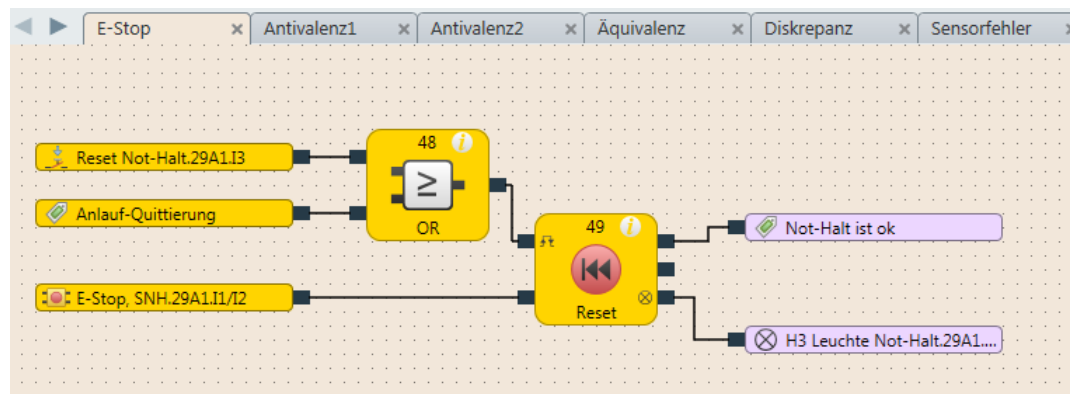 E-Stop
Antivalenz1
Antivalenz2
Äquivalenz
Diskrepanz
Sensorfehler
48
Reset Not-Halt.29A1.I3
≥
Anlauf-Quittierung
OR
49
Not-Halt ist ok
E-Stop, SNH.29A1.I1/I2
Reset
H3 Leuchte Not-Halt.29A1....